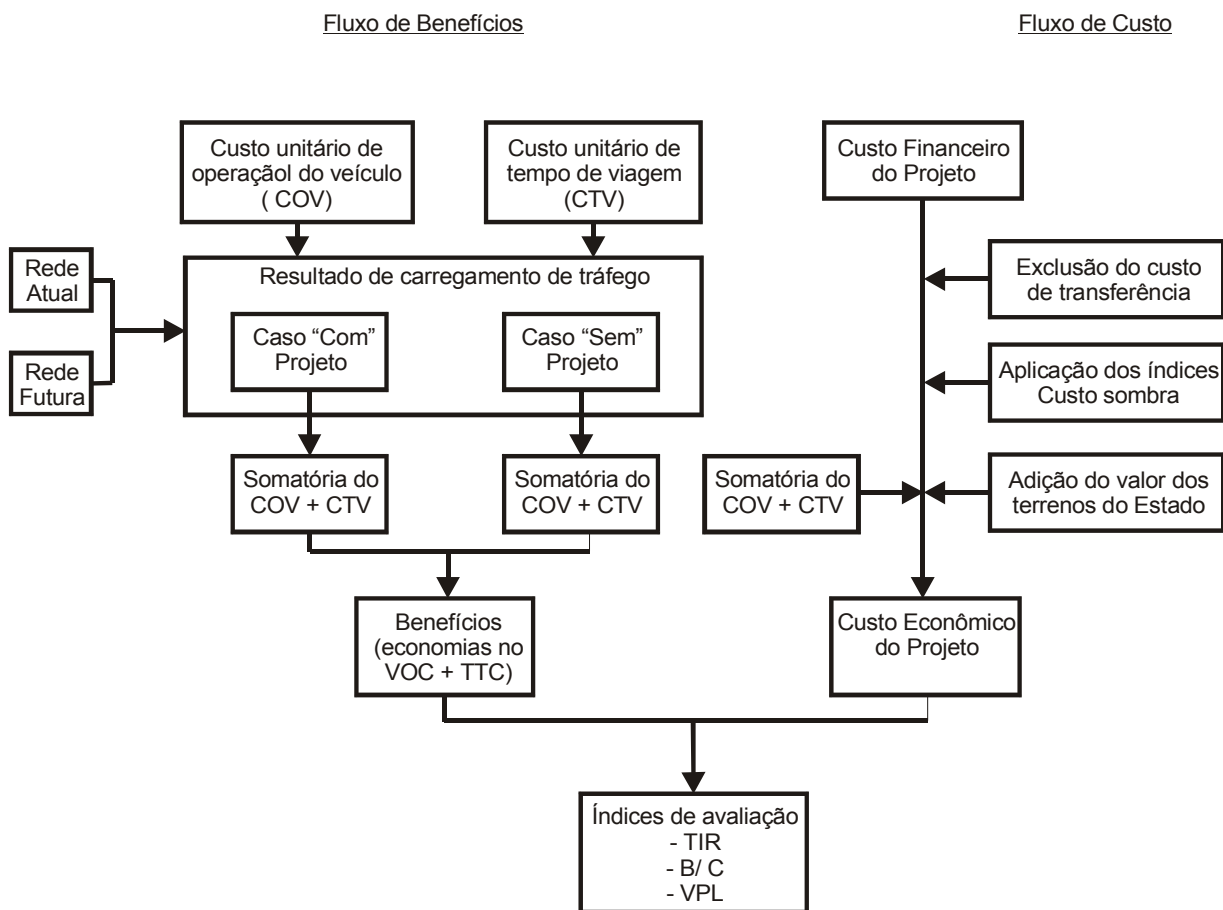 Fluxo de Benefícios
Fluxo de Custo
Custo unitário de
operaçãol do veículo
( COV)
Custo unitário de
tempo de viagem
(CTV)
Custo Financeiro
do Projeto
Rede
Atual
Rede
Futura
Resultado de carregamento de tráfego
Caso “Com”
Projeto
Caso “Sem”
Projeto
Exclusão do custo
de transferência
Aplicação dos índices
Custo sombra
Somatória do
COV + CTV
Somatória do
COV + CTV
Somatória do
COV + CTV
Adição do valor dos
terrenos do Estado
Benefícios
(economias no
VOC + TTC)
Custo Econômico
do Projeto
Índices de avaliação
- TIR
- B/ C
- VPL